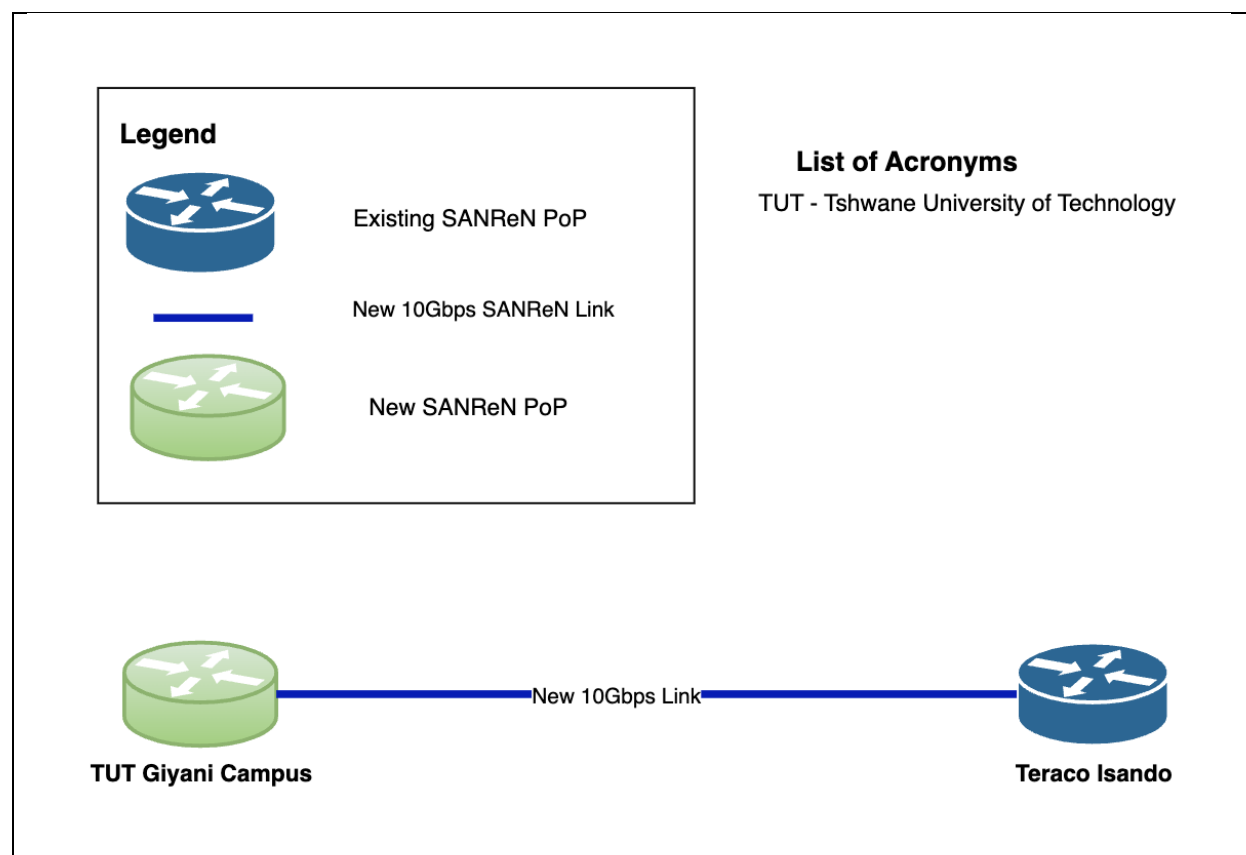 Legend
Existing SANReN PoP
New 10Gbps SANReN Link
New SANReN PoP
List of Acronyms
TUT - Tshwane University of Technology
New 10Gbps Link
TUT Giyani Campus
Teraco Isando